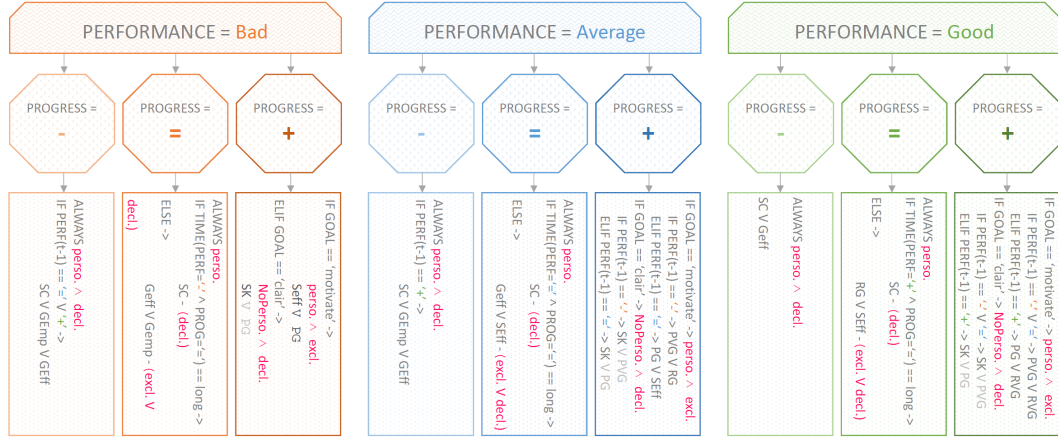 PERFORMANCE = Bad
PROGRESS =
-
PROGRESS =
=
PROGRESS =
+
ALWAYS perso. ^ decl.
IF PERF(t-1) == '=' V '+' ->
SC V GEmp V GEff
ALWAYS perso.
IF TIME(PERF='-' ^ PROG='=') == long ->
SC - (decl.)
ELSE ->
Geff V Gemp - (excl. V
decl.)
IF GOAL == 'motivate' ->
perso. ^ excl.
Seff V PG
ELIF GOAL == 'clair' ->
NoPerso. ^ decl.
SK V PG
PERFORMANCE = Average
PROGRESS =
-
PROGRESS =
=
PROGRESS =
+
ALWAYS perso. ^ decl.
IF PERF(t-1) == '+' ->
SC V GEmp V GEff
ALWAYS perso.
IF TIME(PERF='=' ^ PROG='=') == long ->
SC - (decl.)
ELSE ->
Geff V SEff - (excl. V decl.)
IF GOAL == 'motivate' -> perso. ^ excl.
IF PERF(t-1) == '-' -> PVG V RG
ELIF PERF(t-1) == '=' -> PG V SEff
IF GOAL == 'clair' -> NoPerso. ^ decl.
IF PERF(t-1) == '-' -> SK V PVG
ELIF PERF(t-1) == '=' -> SK V PG
PERFORMANCE = Good
PROGRESS =
-
PROGRESS =
=
PROGRESS =
+
ALWAYS perso. ^ decl.
SC V Geff
ALWAYS perso.
IF TIME(PERF='+' ^ PROG='=') == long ->
SC - (decl.)
ELSE ->
RG V SEff - (excl. V decl.)
IF GOAL == 'motivate' -> perso. ^ excl.
IF PERF(t-1) == '-' V '=' -> PVG V RVG
ELIF PERF(t-1) == '+' -> PG V RVG
IF GOAL == 'clair' -> NoPerso. ^ decl.
IF PERF(t-1) == '-' V '=' -> SK V PVG
ELIF PERF(t-1) == '+' -> SK V PG